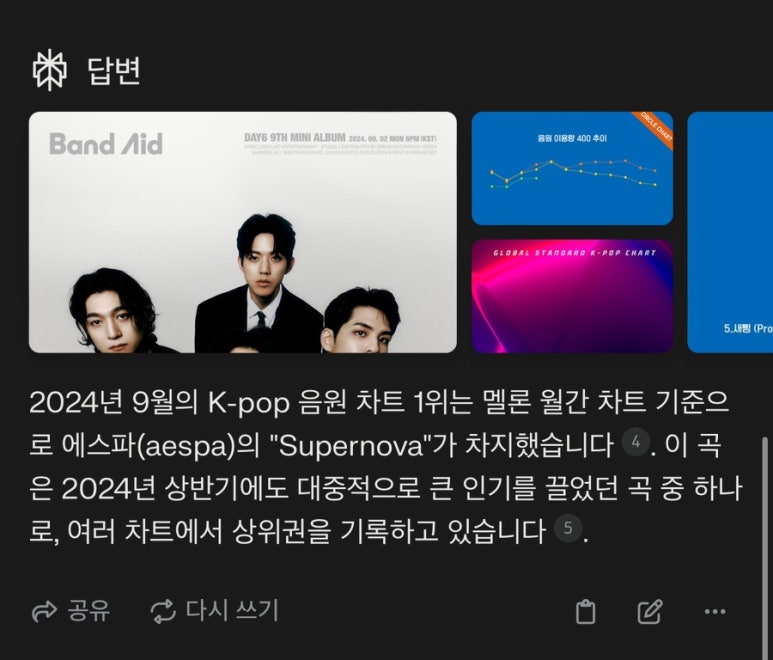 답변
Band Aid
DAY6 9TH MINI ALBUM 2024. 09. 02 MON 6PM (KST)
음원 이용량 400 추이
CIRCLE CHART
GLOBAL STANDARD K-POP CHART
5.새삥 (Pro
2024년 9월의 K-pop 음원 차트 1위는 멜론 월간 차트 기준으
로 에스파(aespa)의 "Supernova"가 차지했습니다 4. 이 곡
은 2024년 상반기에도 대중적으로 큰 인기를 끌었던 곡 중 하나
로, 여러 차트에서 상위권을 기록하고 있습니다 5.
공유
다시 쓰기